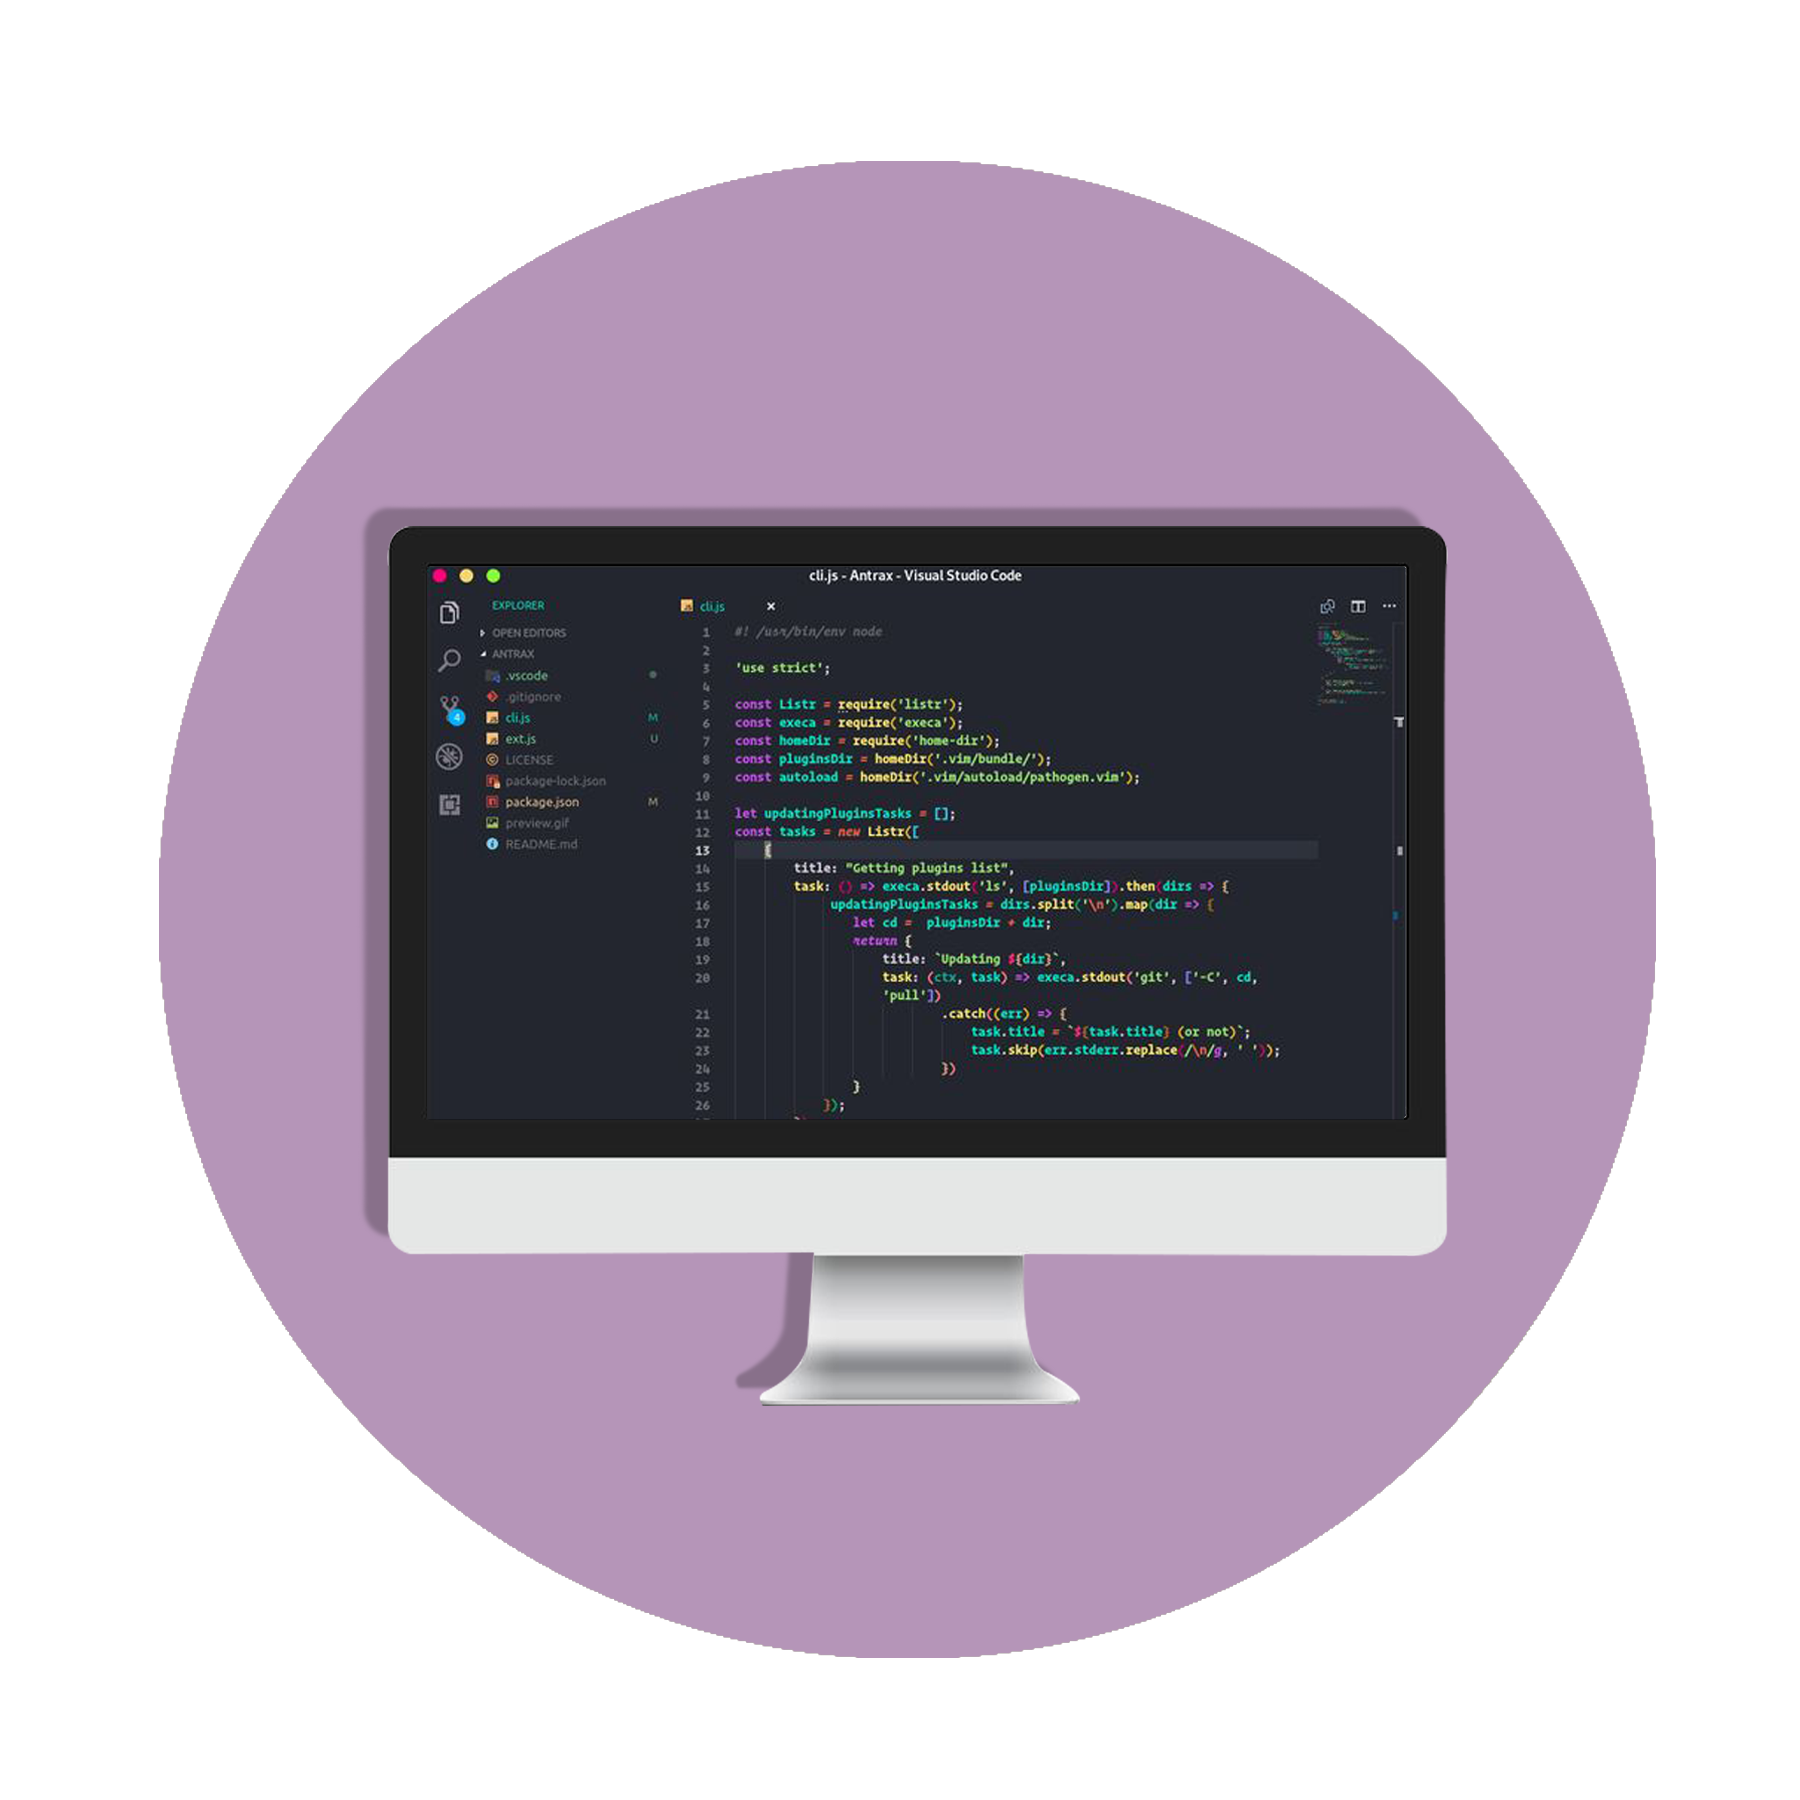 cli.js - Antrax - Visual Studio Code
EXPLORER
OPEN EDITORS
ANTRAX
.vscode
.gitignore
cli.js M
ext.js U
LICENSE
package-lock.json
package.json M
preview.gif
README.md
4
cli.js
1 #! /usr/bin/env node
2
3 'use strict';
4
5 const Listr = require('listr');
6 const execa = require('execa');
7 const homeDir = require('home-dir');
8 const pluginsDir = homeDir('.vim/bundle/');
9 const autoload = homeDir('.vim/autoload/pathogen.vim');
10
11 let updatingPluginsTasks = [];
12 const tasks = new Listr([
13 {
14 title: "Getting plugins list",
15 task: () => execa.stdout('ls', [pluginsDir]).then(dirs => {
16 updatingPluginsTasks = dirs.split('\n').map(dir => {
17 let cd = pluginsDir + dir;
18 return {
19 title: `Updating ${dir}`,
20 task: (ctx, task) => execa.stdout('git', ['-C', cd,
'pull'])
21 .catch((err) => {
22 task.title = `${task.title} (or not)`;
23 task.skip(err.stderr.replace(/\n/g, ' '));
24 })
25 }
26 });